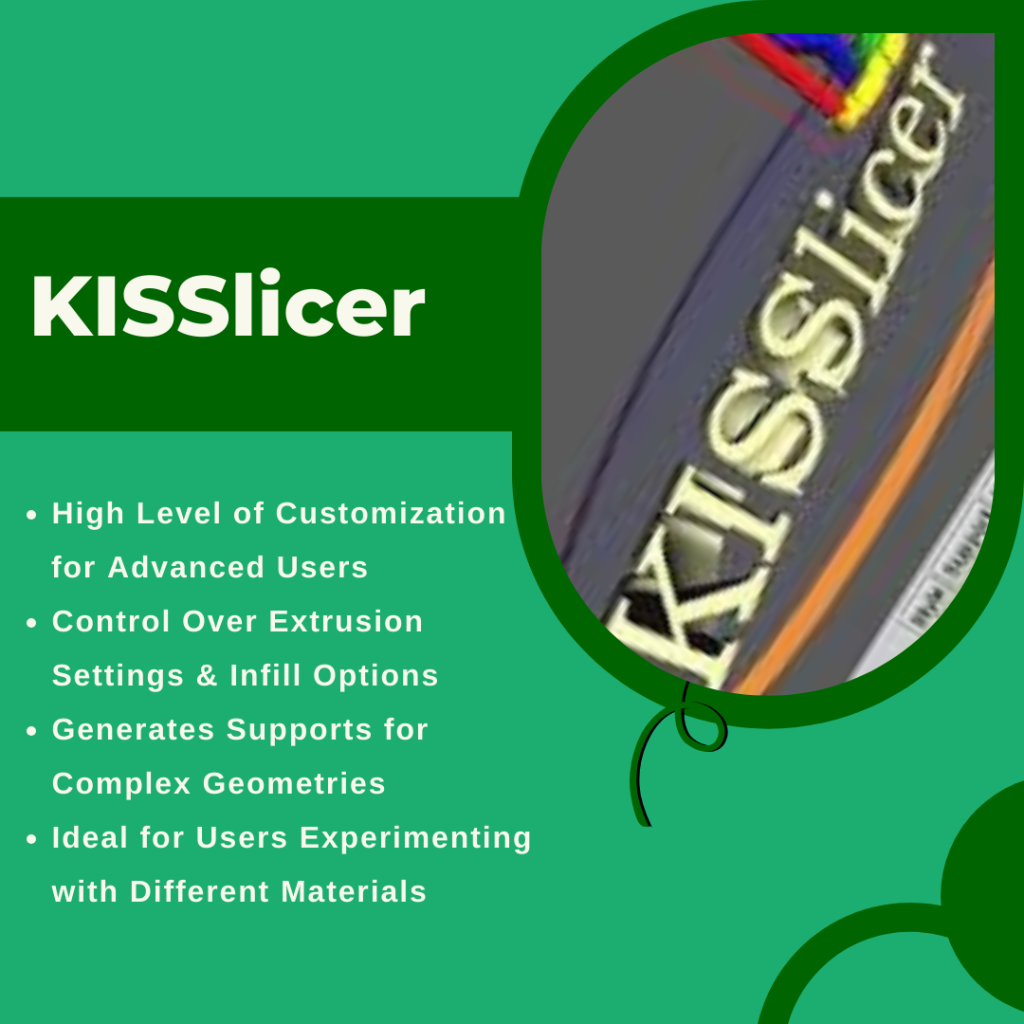 KISSlicer
KISSlicer
• High Level of Customization
for Advanced Users
• Control Over Extrusion
Settings & Infill Options
• Generates Supports for
Complex Geometries
• Ideal for Users Experimenting
with Different Materials
Style